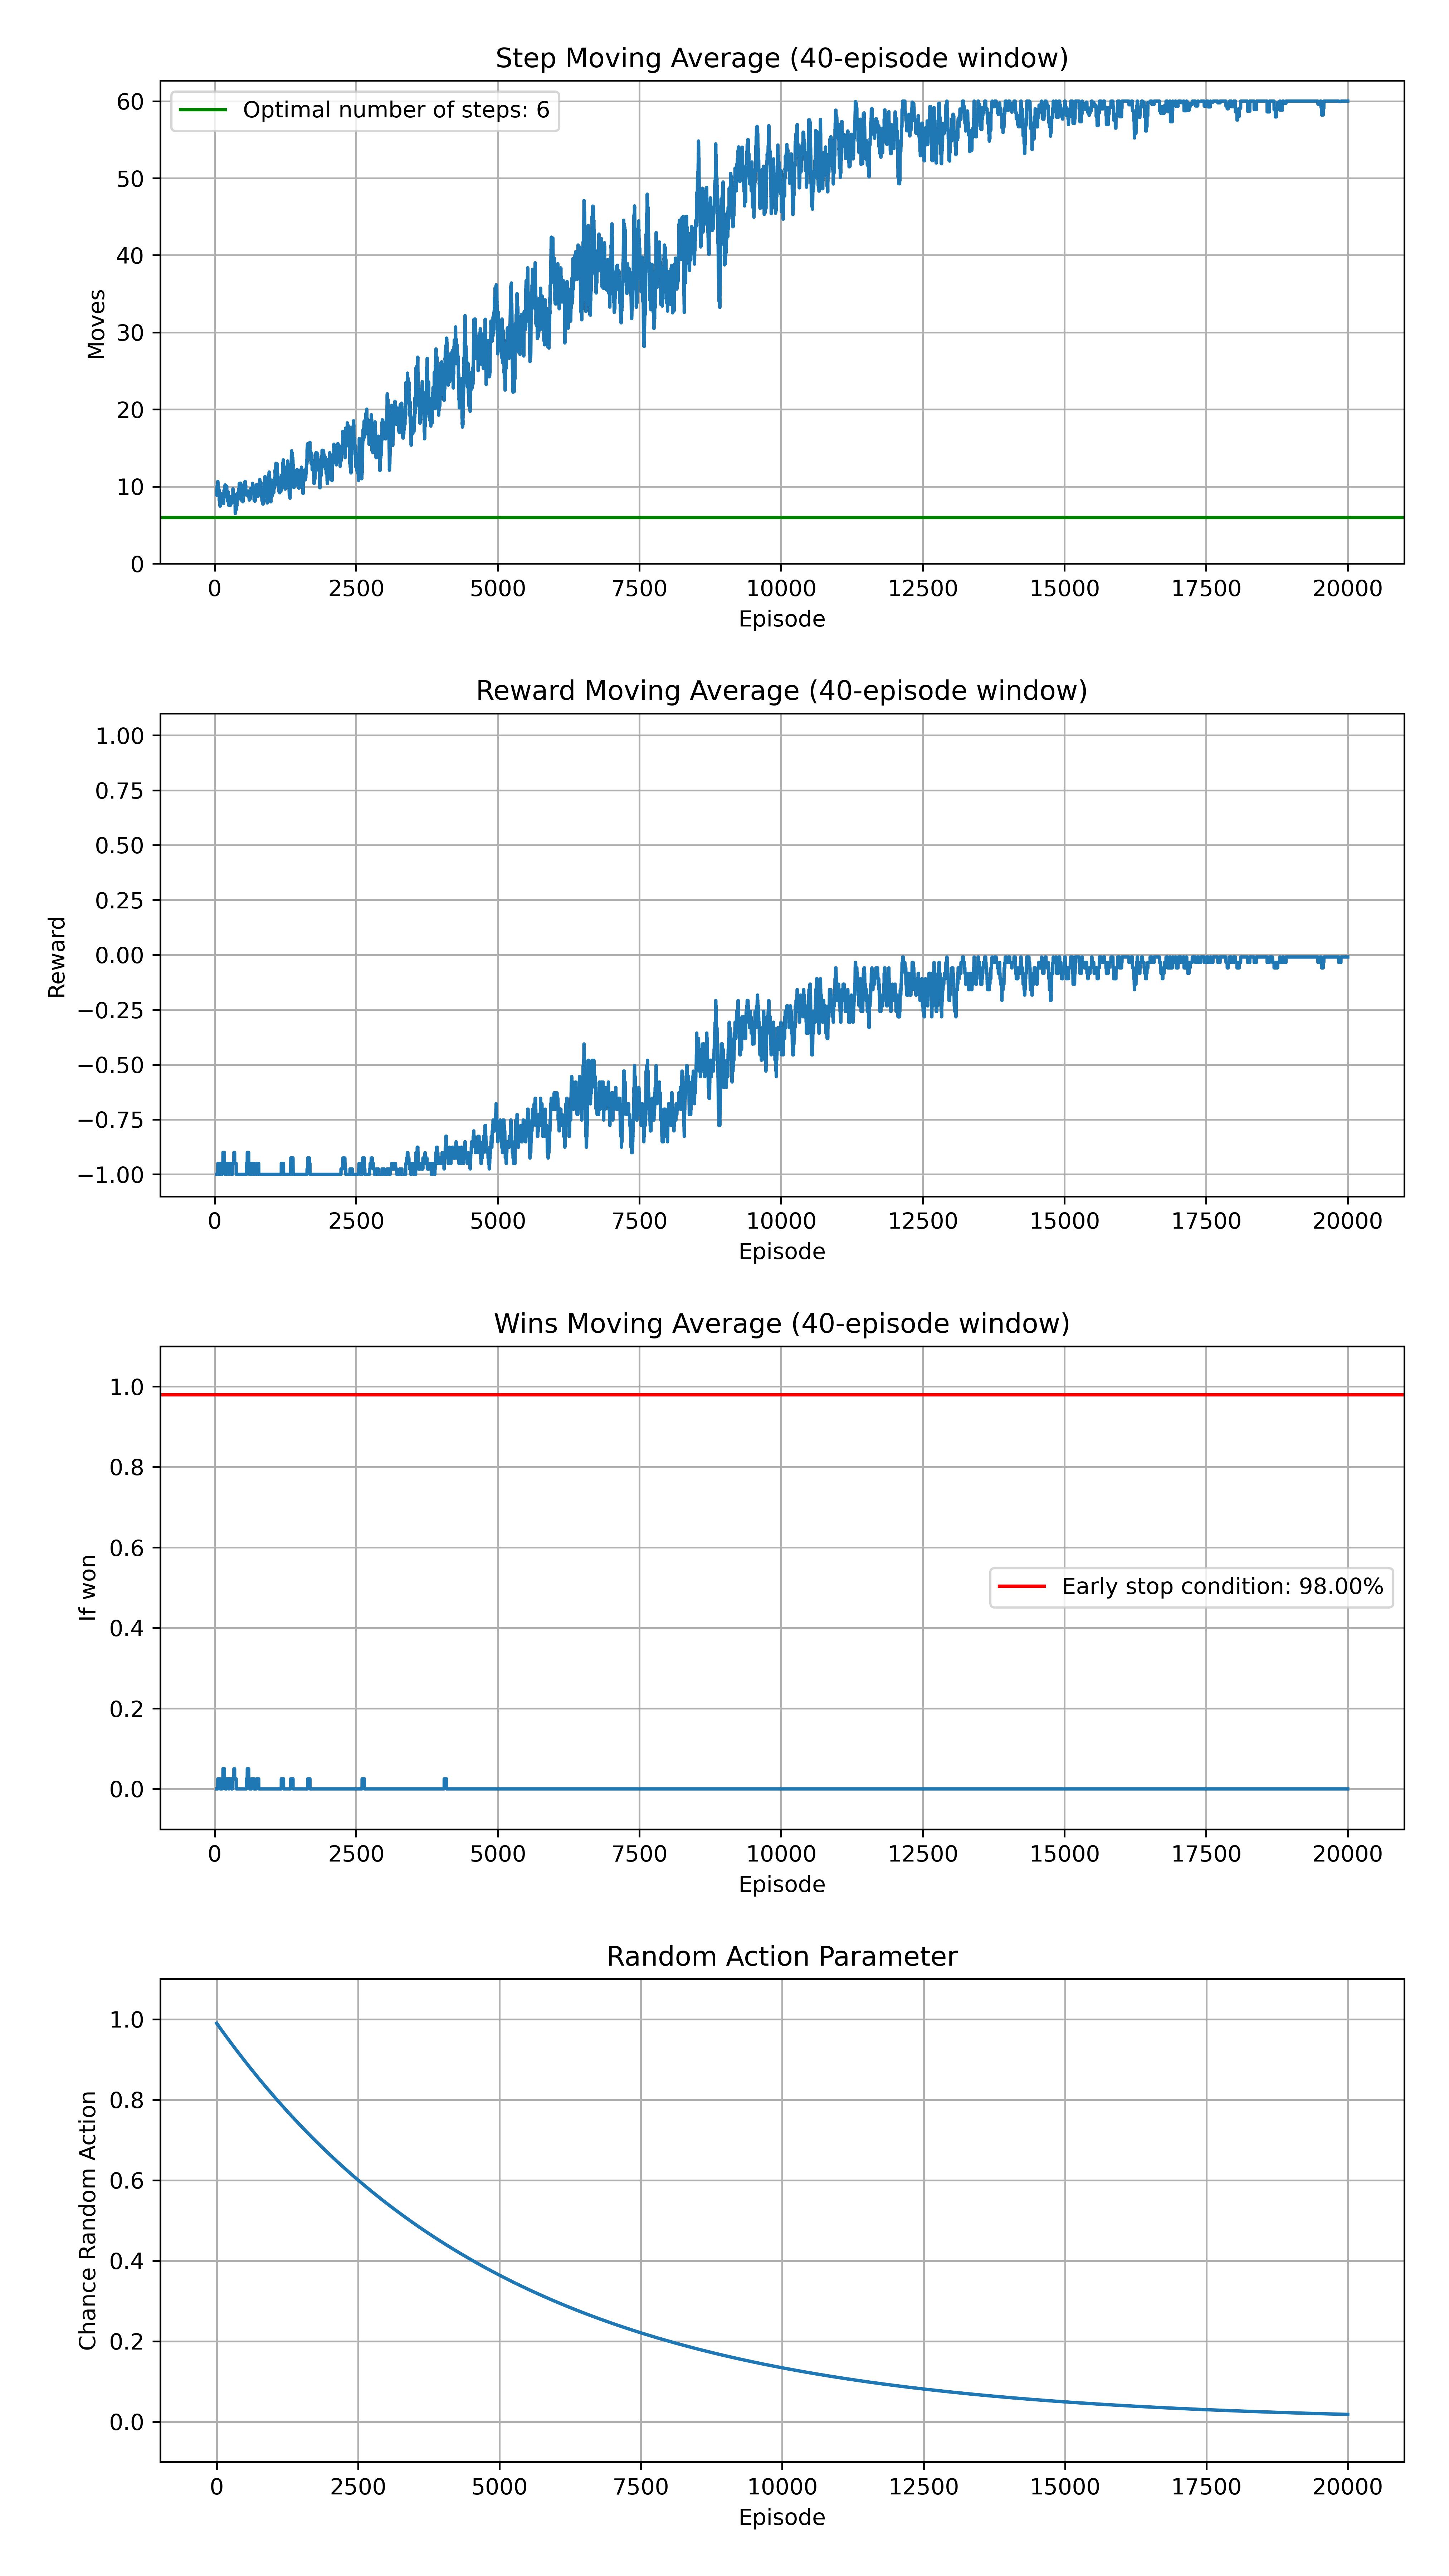 Step Moving Average (40-episode window)
Optimal number of steps: 6
60
50
40
30
20
10
0
Moves
0 2500 5000 7500 10000 12500 15000 17500 20000
Episode
Reward Moving Average (40-episode window)
1.00
0.75
0.50
0.25
0.00
−0.25
−0.50
−0.75
−1.00
Reward
0 2500 5000 7500 10000 12500 15000 17500 20000
Episode
Wins Moving Average (40-episode window)
1.0
0.8
0.6
0.4
0.2
0.0
If won
Early stop condition: 98.00%
0 2500 5000 7500 10000 12500 15000 17500 20000
Episode
Random Action Parameter
1.0
0.8
0.6
0.4
0.2
0.0
Chance Random Action
0 2500 5000 7500 10000 12500 15000 17500 20000
Episode